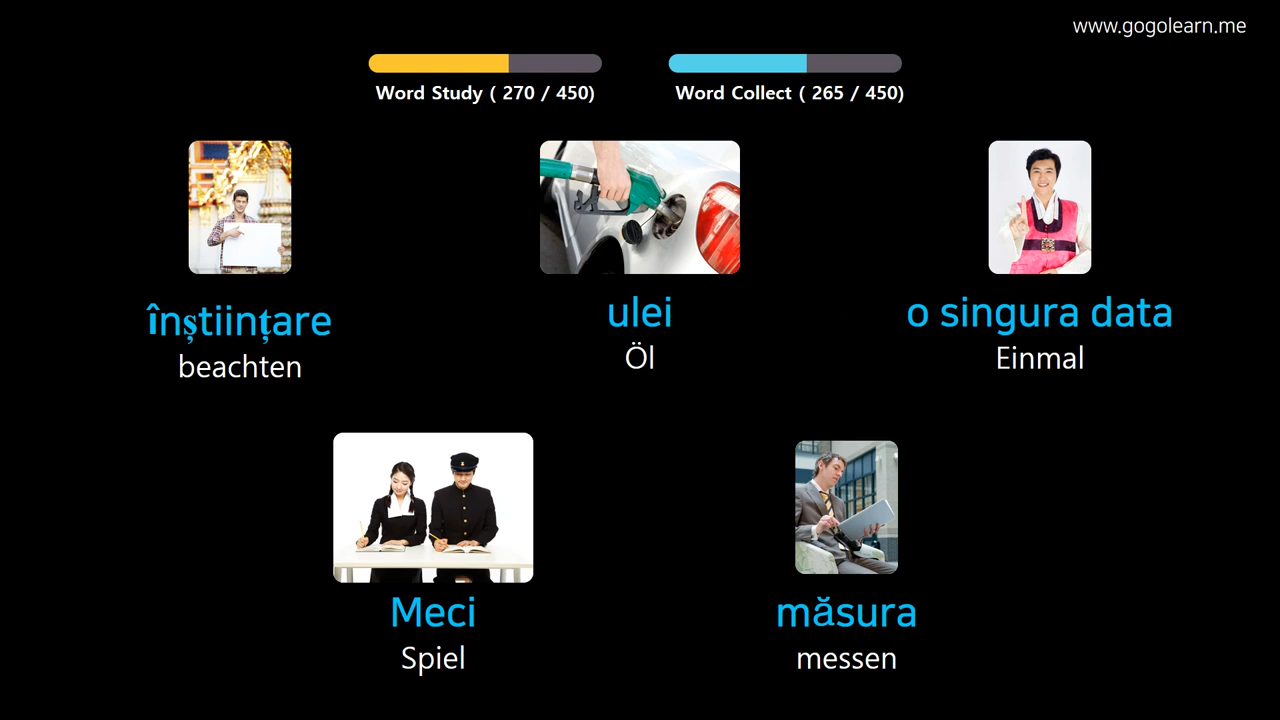 www.gogolearn.me
Word Study ( 270 / 450)
Word Collect ( 265 / 450)
înștiințare
beachten
ulei
Öl
o singura data
Einmal
Meci
Spiel
măsura
messen